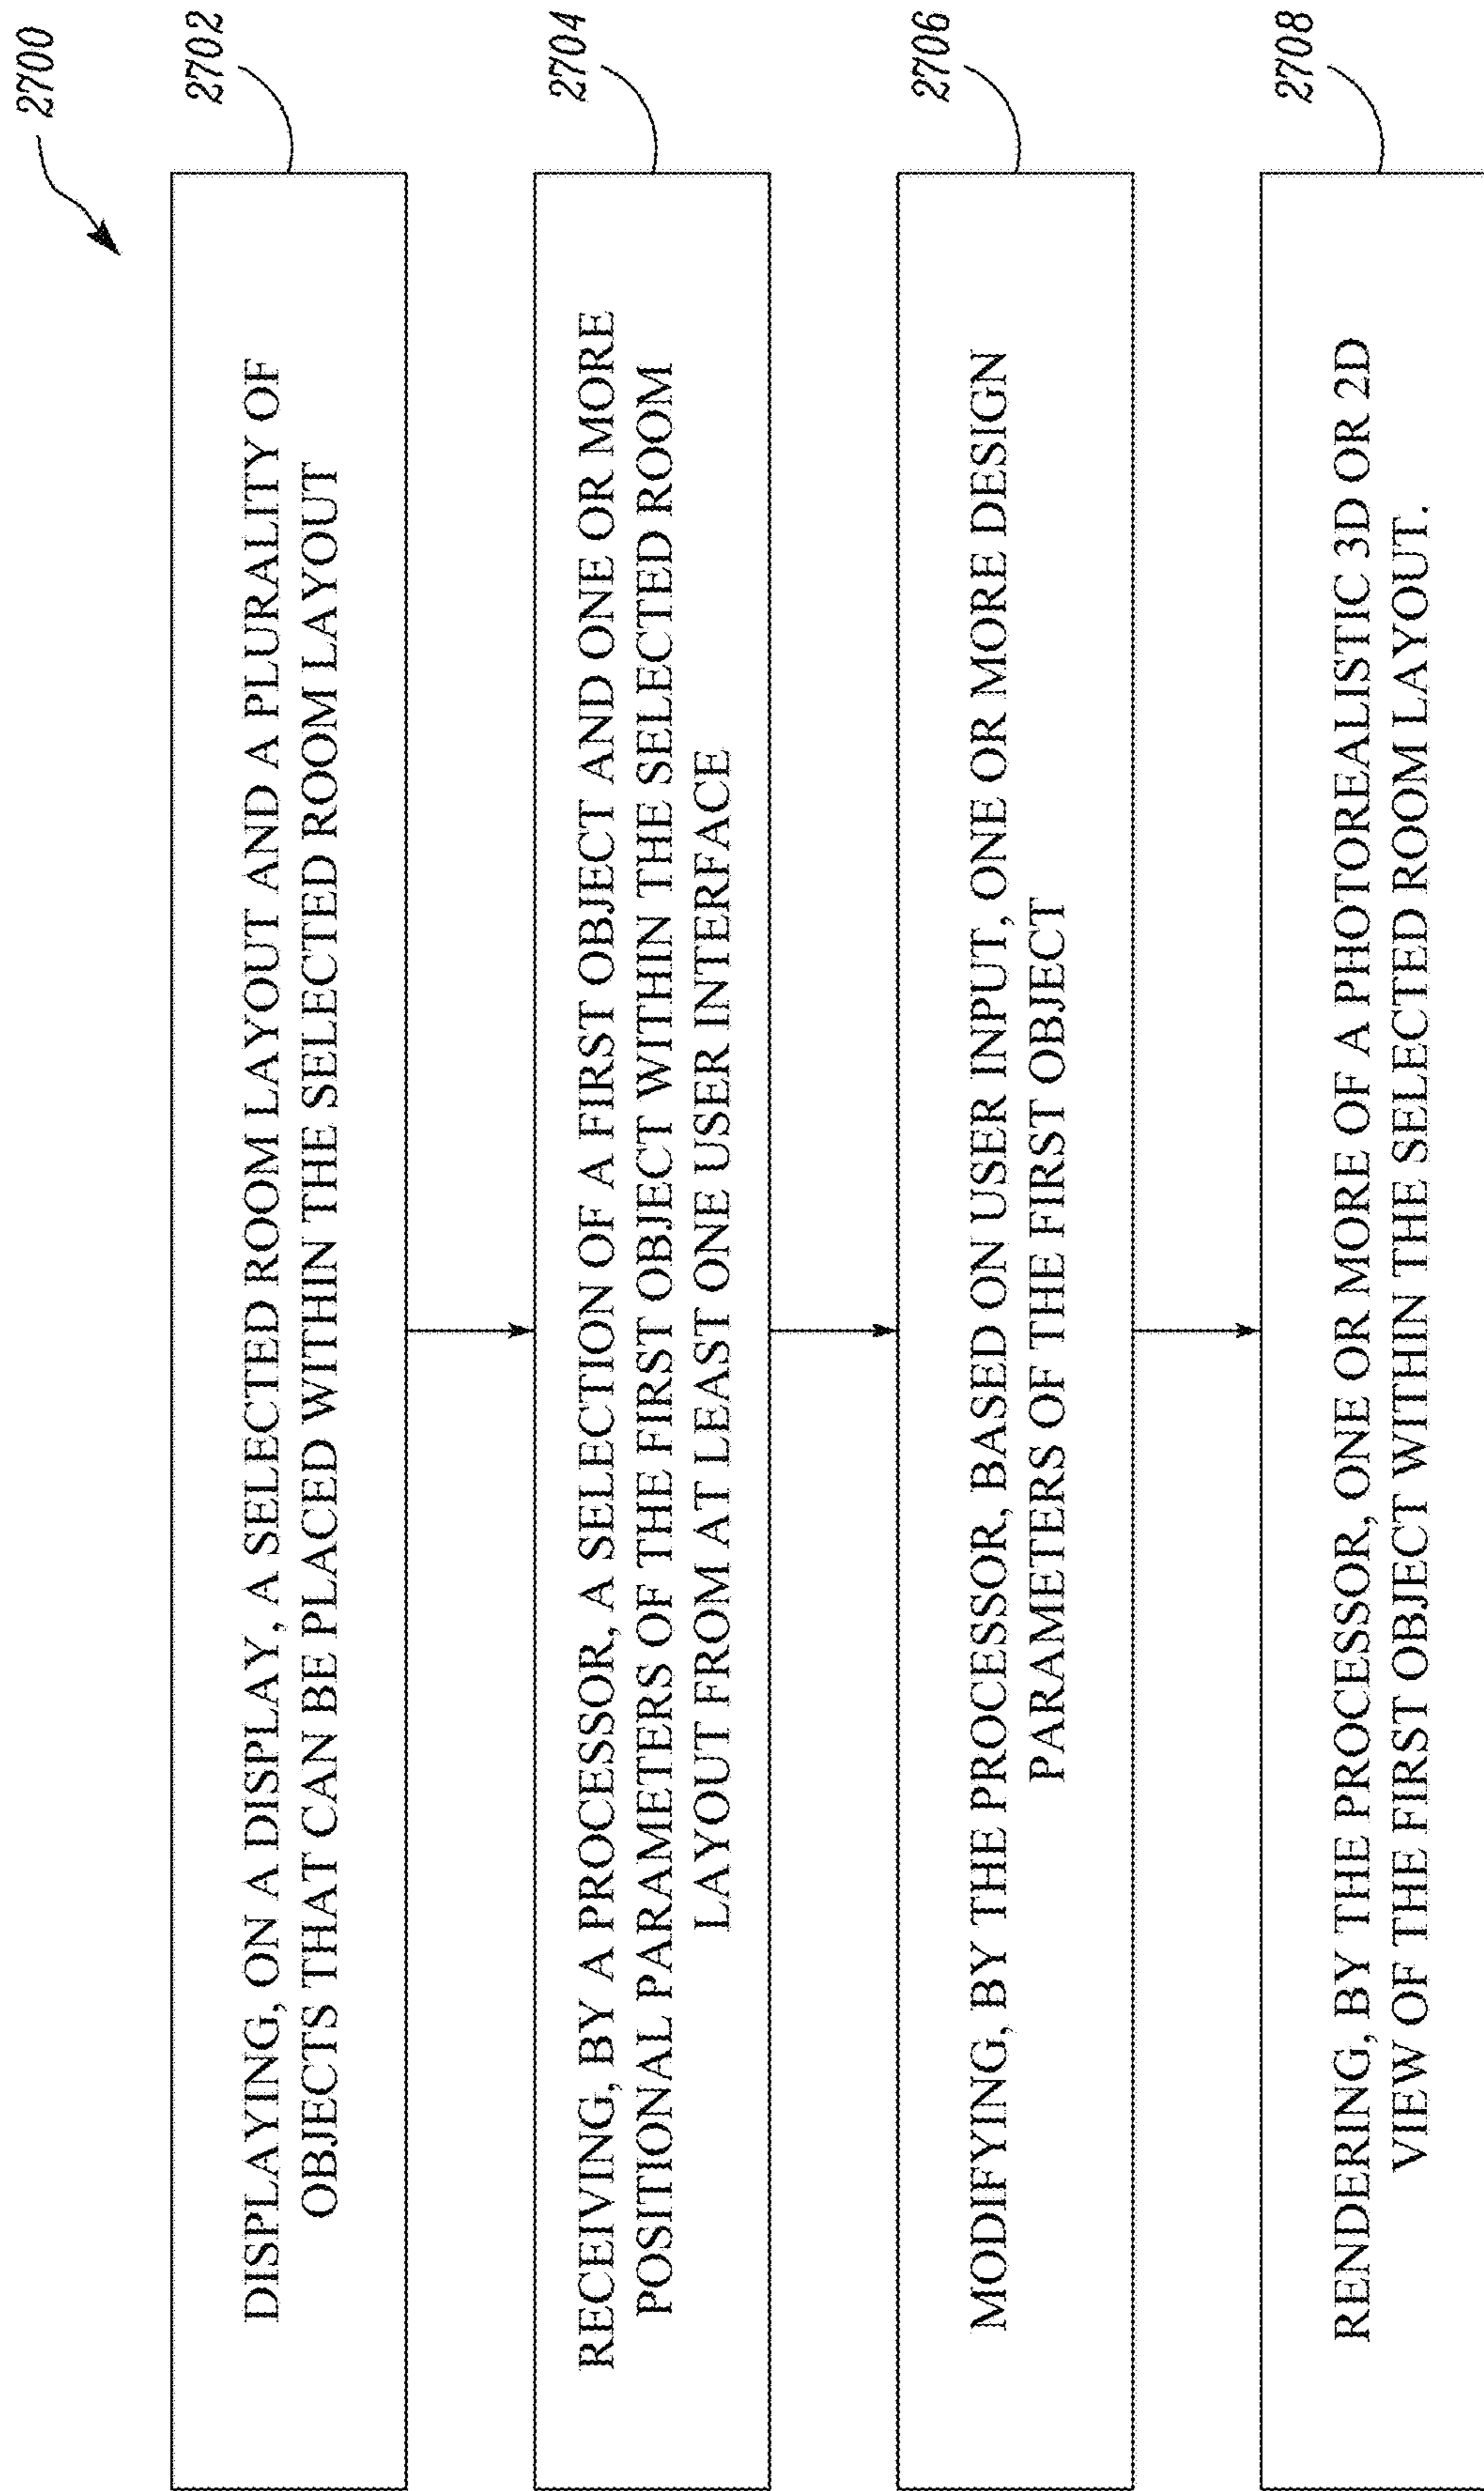 2700
2702
DISPLAYING, ON A DISPLAY, A SELECTED ROOM LAYOUT AND A PLURALITY OF
OBJECTS THAT CAN BE PLACED WITHIN THE SELECTED ROOM LAYOUT
2704
RECEIVING, BY A PROCESSOR, A SELECTION OF A FIRST OBJECT AND ONE OR MORE
POSITIONAL PARAMETERS OF THE FIRST OBJECT WITHIN THE SELECTED ROOM
LAYOUT FROM AT LEAST ONE USER INTERFACE
2706
MODIFYING, BY THE PROCESSOR, BASED ON USER INPUT, ONE OR MORE DESIGN
PARAMETERS OF THE FIRST OBJECT
2708
RENDERING, BY THE PROCESSOR, ONE OR MORE OF A PHOTOREALISTIC 3D OR 2D
VIEW OF THE FIRST OBJECT WITHIN THE SELECTED ROOM LAYOUT.